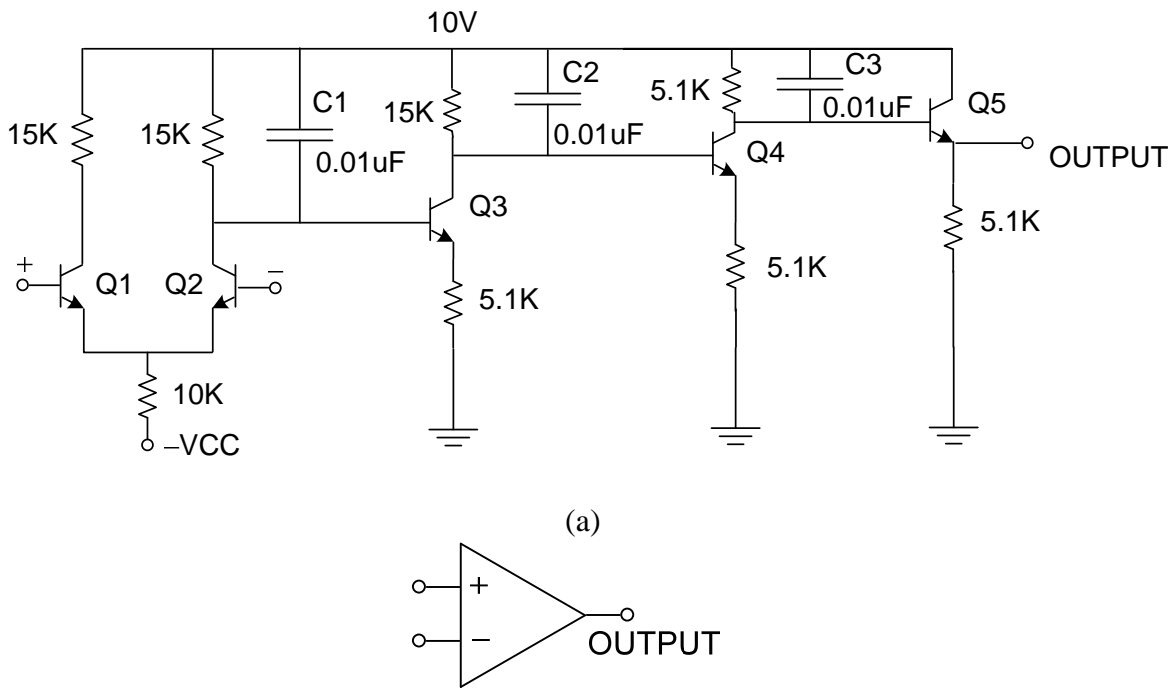 10V
C1
C2
C3
15K
15K
0.01uF
15K
0.01uF
5.1K
0.01uF
Q5
OUTPUT
Q4
Q3
+
Q1
Q2
–
5.1K
5.1K
5.1K
10K
–VCC
(a)
+
–
OUTPUT